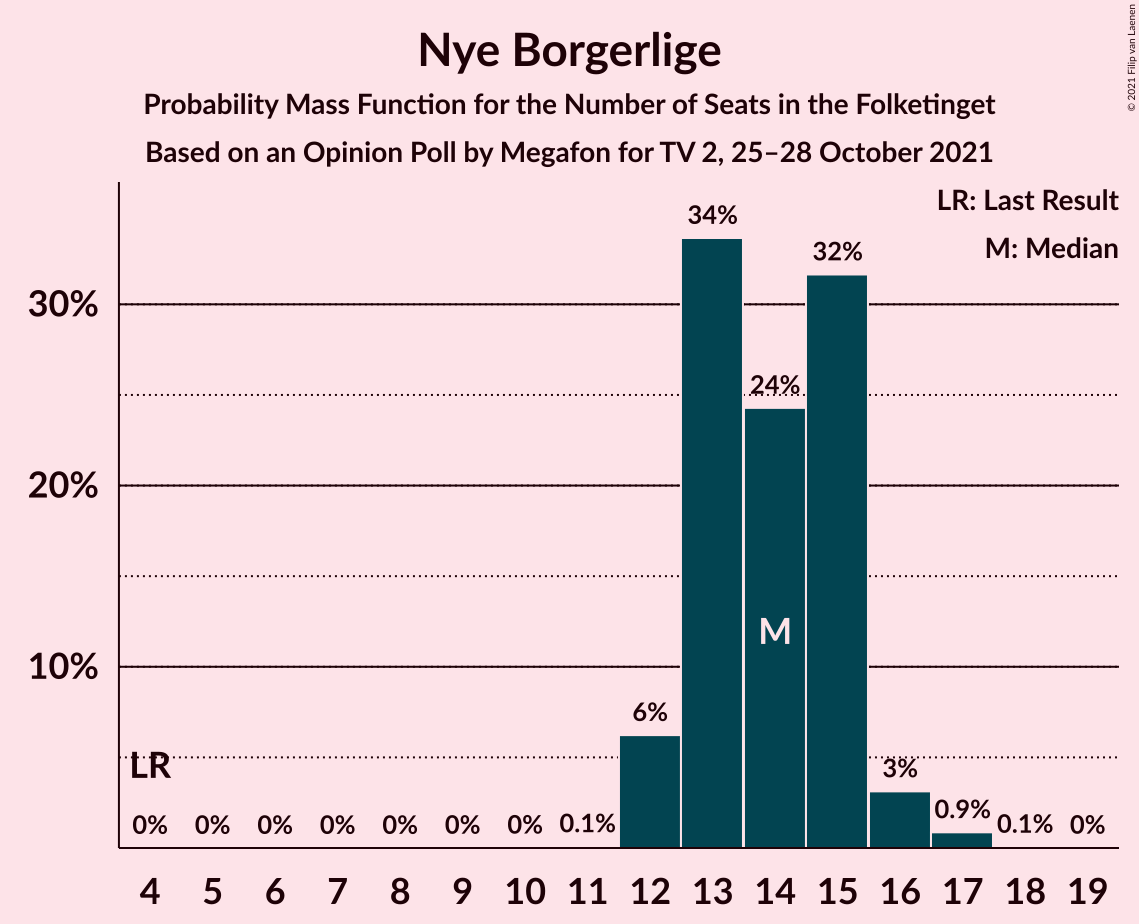 Nye Borgerlige
Probability Mass Function for the Number of Seats in the Folketinget
Based on an Opinion Poll by Megafon for TV 2, 25–28 October 2021
© 2021 Filip van Laenen
LR: Last Result
M: Median
34%
32%
30%
24%
20%
M
10%
6%
LR
3%
0% 0% 0% 0% 0% 0% 0% 0.1% 0.9% 0.1% 0%
4 5 6 7 8 9 10 11 12 13 14 15 16 17 18 19